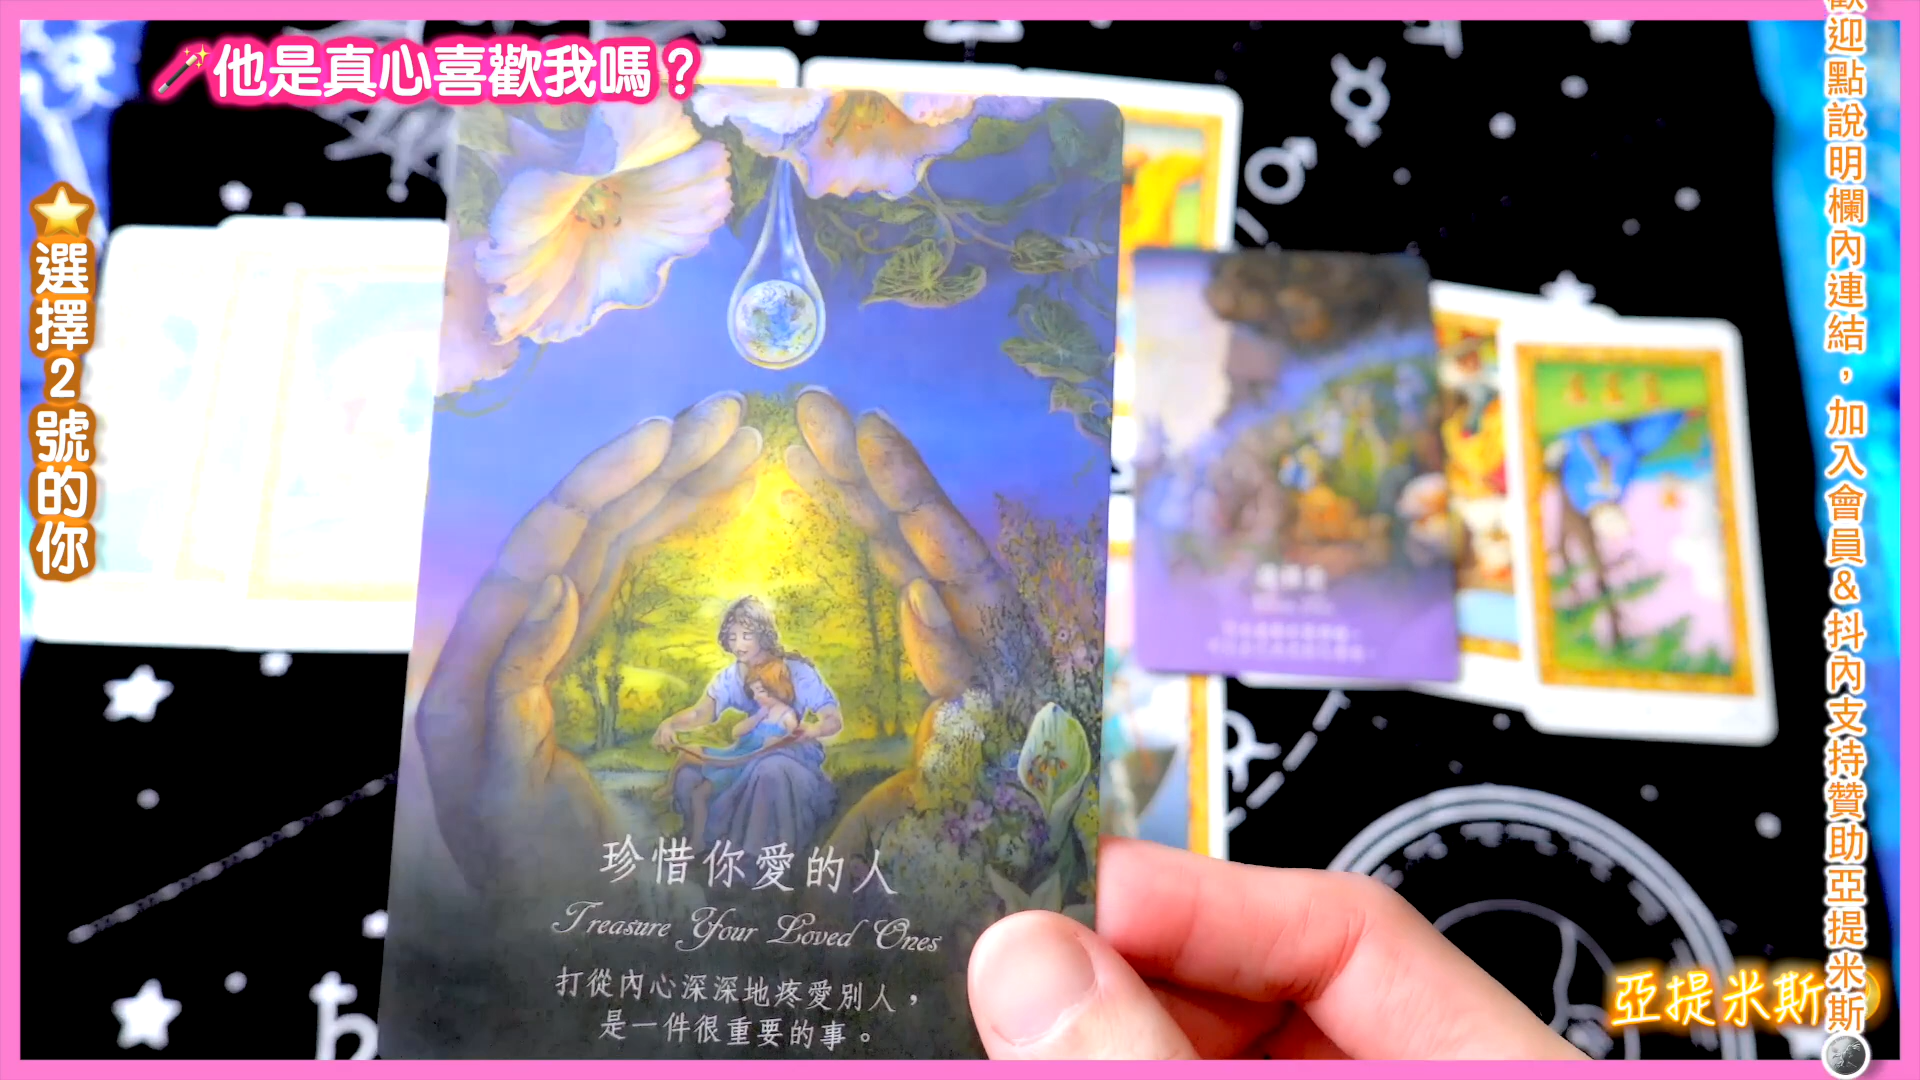 他是真心喜歡我嗎？
選擇2號的你
珍惜你愛的人
Treasure Your Loved Ones
打從內心深深地疼愛別人，
是一件很重要的事。
歡迎點說明欄內連結，加入會員&抖內支持贊助亞提米斯
亞提米斯